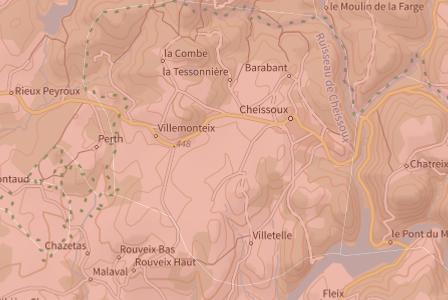 le Moulin de la Farge
la Combe
la Tessonnière
Barabant
Ruisseau de Cheissoux
Rieux Peyroux
Cheissoux
Villemonteix
448
Perth
Chatreix
ontaud
Villetelle
le Pont du M
Chazetas
Rouveix-Bas
Rouveix Haut
Malaval
Fleix